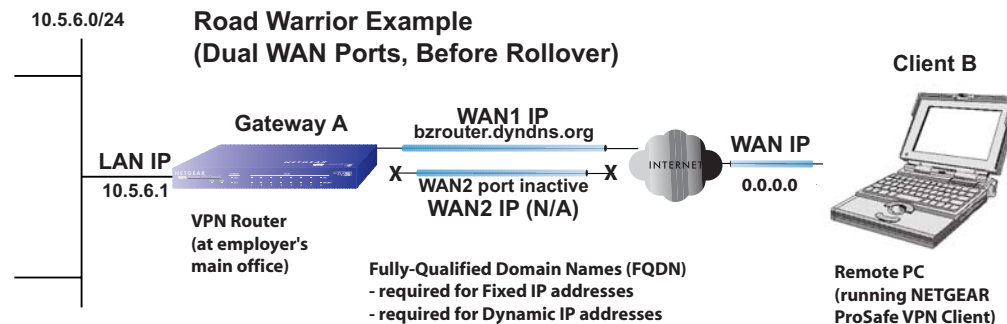 10.5.6.0/24
Road Warrior Example
(Dual WAN Ports, Before Rollover)
Client B
Gateway A
WAN1 IP
bzrouter.dyndns.org
LAN IP
10.5.6.1
NETGEAR
NETGEAR
INTERNET
WAN IP
0.0.0.0
X
X
WAN2 port inactive
WAN2 IP (N/A)
VPN Router
(at employer's
main office)
Fully-Qualified Domain Names (FQDN)
- required for Fixed IP addresses
- required for Dynamic IP addresses
Remote PC
(running NETGEAR
ProSafe VPN Client)